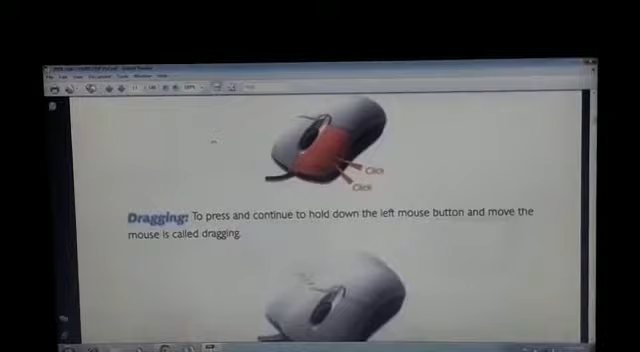 Click
Click
Dragging: To press and continue to hold down the left mouse button and move the
mouse is called dragging.